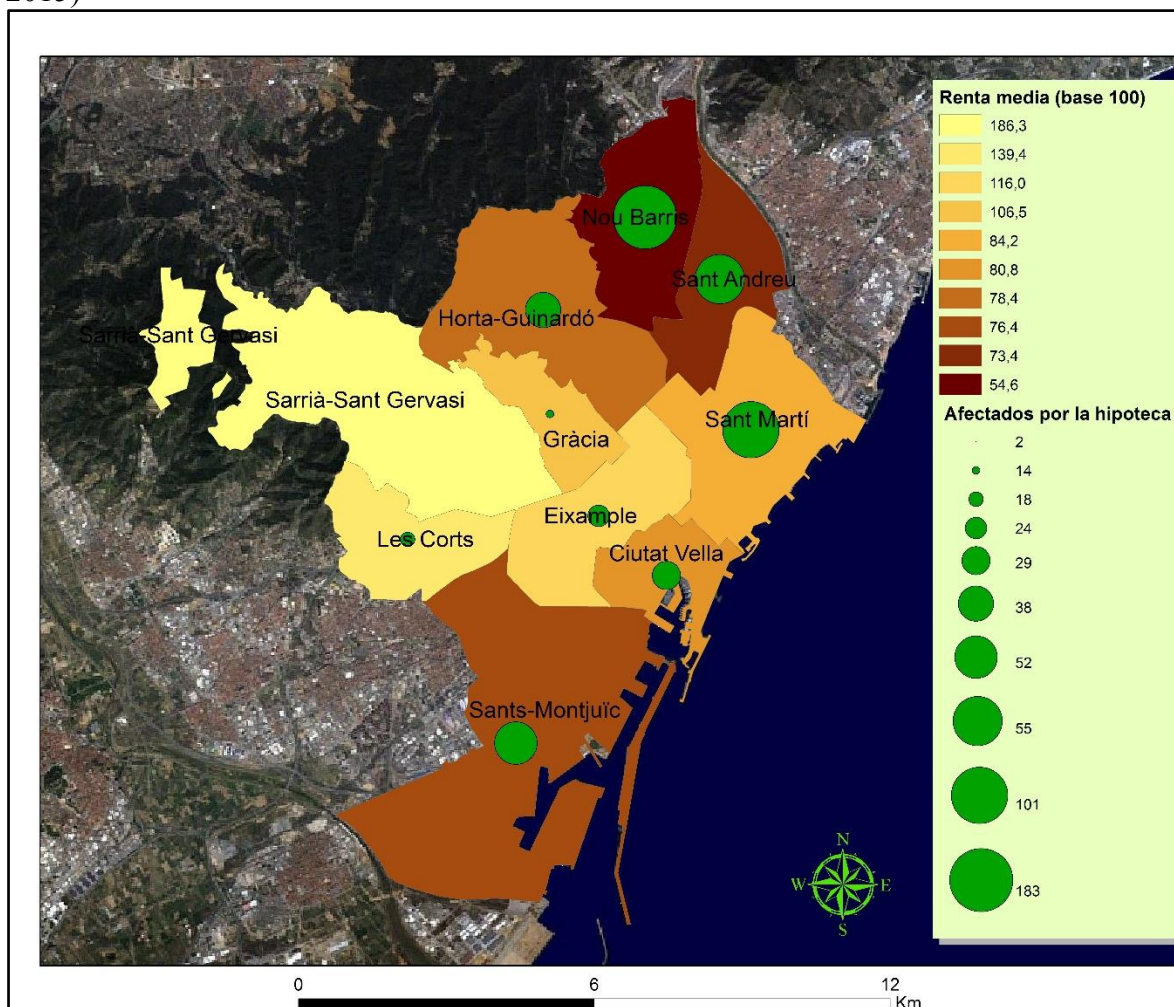 2013)
Renta media (base 100)
186,3
139,4
116,0
106,5
84,2
80,8
78,4
76,4
73,4
54,6
Afectados por la hipoteca
2
14
18
24
29
38
52
55
101
183
Nou Barris
Sant Andreu
Horta-Guinardó
Sarrià-Sant Gervasi
Sarrià-Sant Gervasi
Sant Martí
Gràcia
Eixample
Les Corts
Ciutat Vella
Sants-Montjuïc
N
W E
S
0 6 12
Km